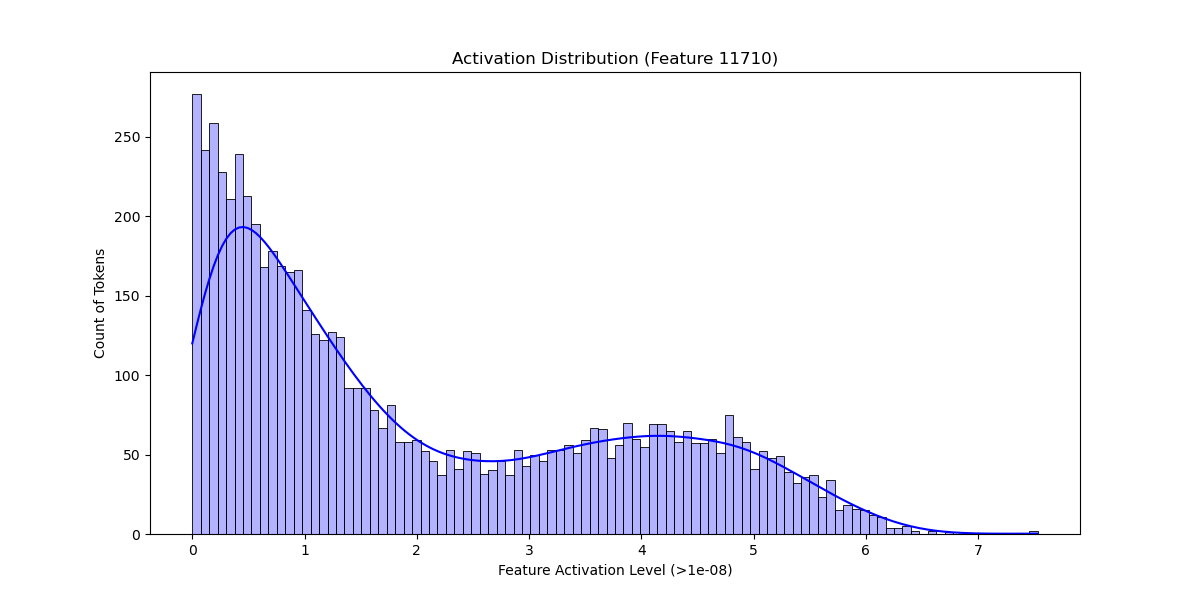 Activation Distribution (Feature 11710)
Count of Tokens
250
200
150
100
50
0
0 1 2 3 4 5 6 7
Feature Activation Level (>1e-08)